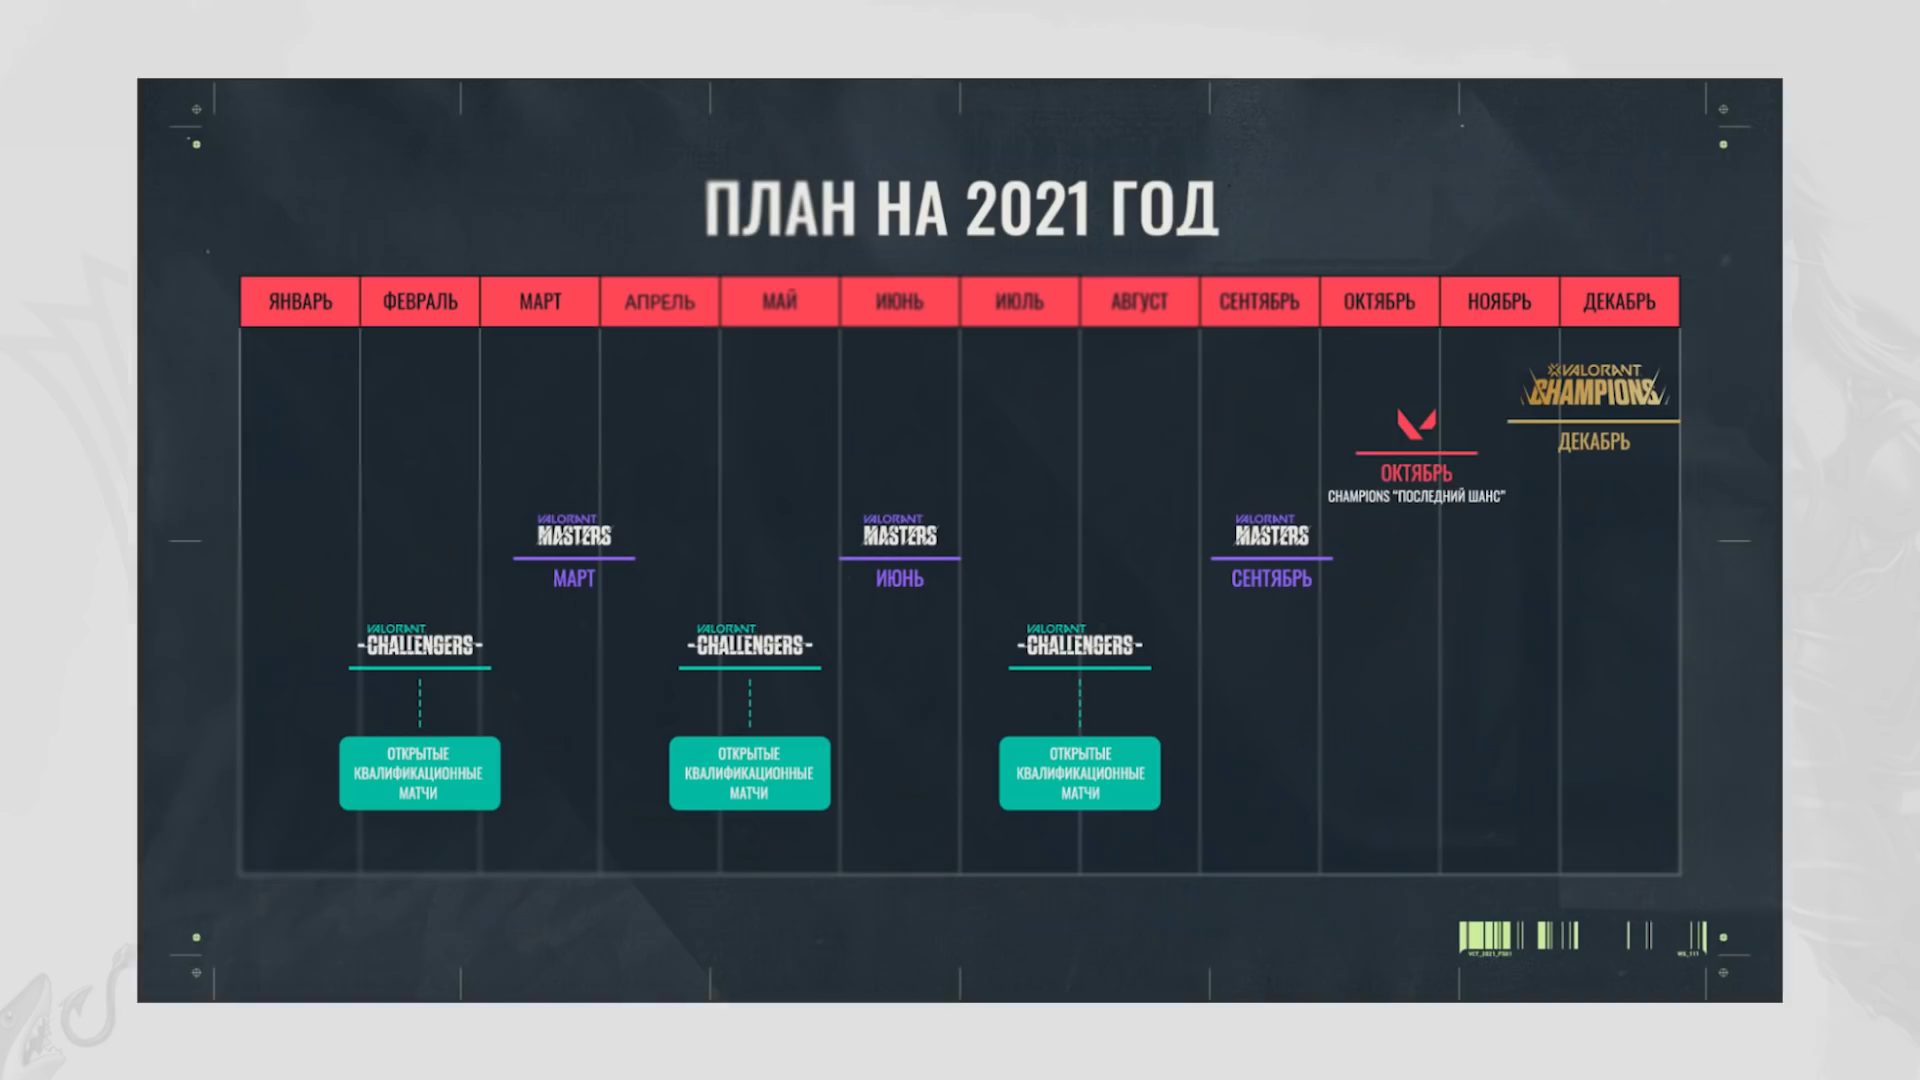 ПЛАН НА 2021 ГОД
ЯНВАРЬ ФЕВРАЛЬ МАРТ АПРЕЛЬ МАЙ ИЮНЬ ИЮЛЬ АВГУСТ СЕНТЯБРЬ ОКТЯБРЬ НОЯБРЬ ДЕКАБРЬ
VALORANT
CHAMPIONS
ДЕКАБРЬ
ОКТЯБРЬ
CHAMPIONS "ПОСЛЕДНИЙ ШАНС"
VALORANT
MASTERS
МАРТ
VALORANT
MASTERS
ИЮНЬ
VALORANT
MASTERS
СЕНТЯБРЬ
VALORANT
-CHALLENGERS-
ОТКРЫТЫЕ
КВАЛИФИКАЦИОННЫЕ
МАТЧИ
VALORANT
-CHALLENGERS-
ОТКРЫТЫЕ
КВАЛИФИКАЦИОННЫЕ
МАТЧИ
VALORANT
-CHALLENGERS-
ОТКРЫТЫЕ
КВАЛИФИКАЦИОННЫЕ
МАТЧИ